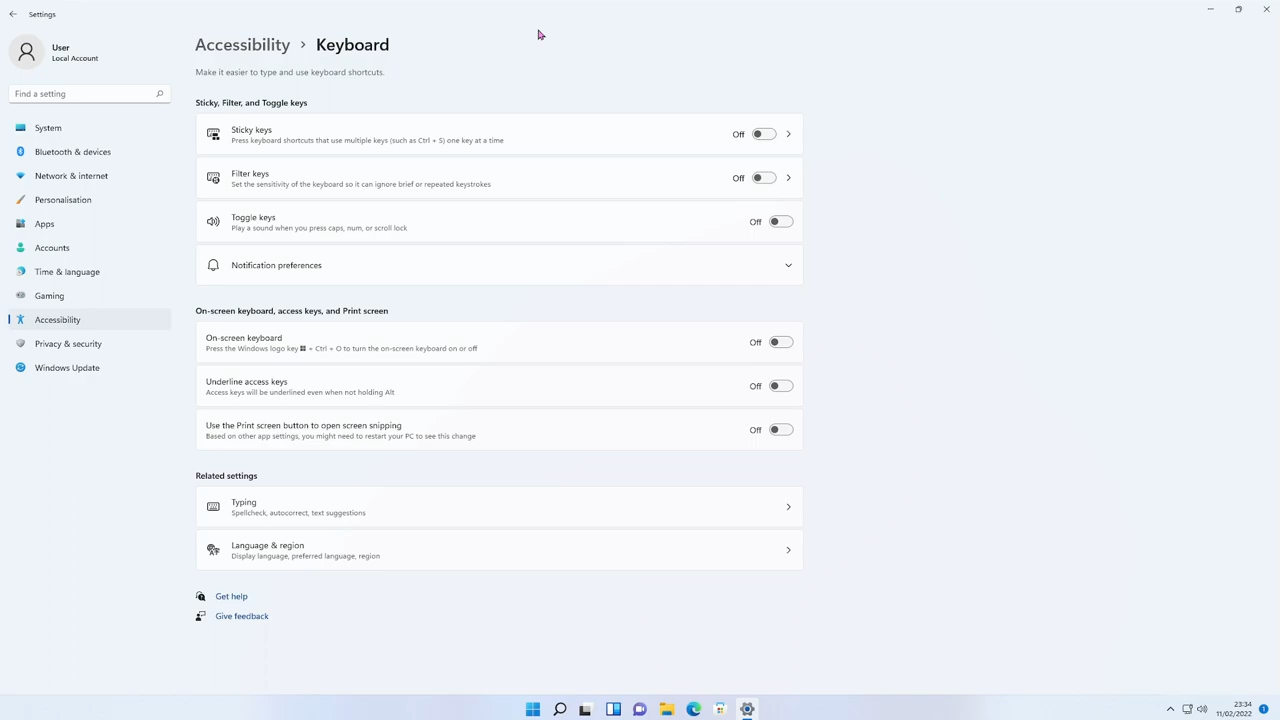 Settings
User
Local Account
Find a setting
System
Bluetooth & devices
Network & internet
Personalisation
Apps
Accounts
Time & language
Gaming
Accessibility
Privacy & security
Windows Update
Accessibility > Keyboard
Make it easier to type and use keyboard shortcuts.
Sticky, Filter, and Toggle keys
Sticky keys
Press keyboard shortcuts that use multiple keys (such as Ctrl + S) one key at a time
Off
Filter keys
Set the sensitivity of the keyboard so it can ignore brief or repeated keystrokes
Off
Toggle keys
Play a sound when you press caps, num, or scroll lock
Off
Notification preferences
On-screen keyboard, access keys, and Print screen
On-screen keyboard
Press the Windows logo key + Ctrl + O to turn the on-screen keyboard on or off
Off
Underline access keys
Access keys will be underlined even when not holding Alt
Off
Use the Print screen button to open screen snipping
Based on other app settings, you might need to restart your PC to see this change
Off
Related settings
Typing
Spellcheck, autocorrect, text suggestions
Language & region
Display language, preferred language, region
Get help
Give feedback
23:34
11/02/2022
1